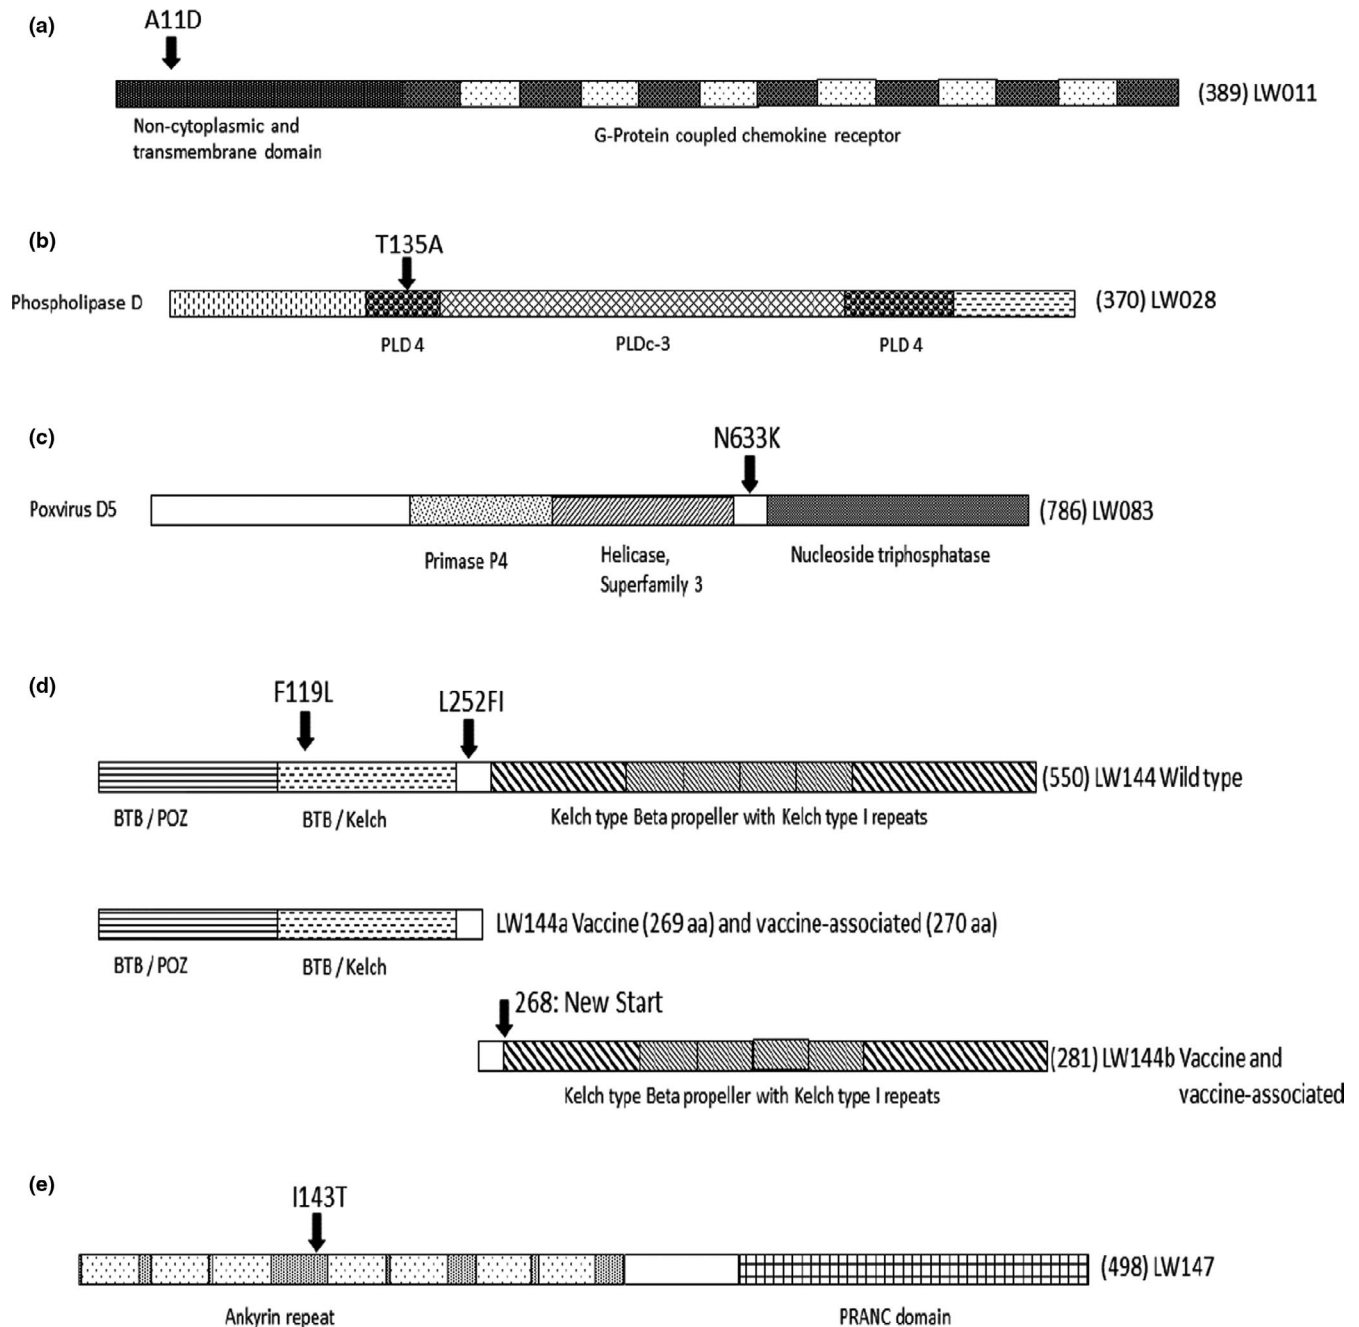 (a)
A11D
(389) LW011
Non-cytoplasmic and
transmembrane domain
G-Protein coupled chemokine receptor
(b)
T135A
Phospholipase D
(370) LW028
PLD 4
PLDc-3
PLD 4
(c)
N633K
Poxvirus D5
(786) LW083
Primase P4
Helicase,
Superfamily 3
Nucleoside triphosphatase
(d)
F119L
L252FI
(550) LW144 Wild type
BTB / POZ
BTB / Kelch
Kelch type Beta propeller with Kelch type I repeats
LW144a Vaccine (269 aa) and vaccine-associated (270 aa)
BTB / POZ
BTB / Kelch
268: New Start
(281) LW144b Vaccine and
vaccine-associated
Kelch type Beta propeller with Kelch type I repeats
(e)
I143T
(498) LW147
Ankyrin repeat
PRANC domain